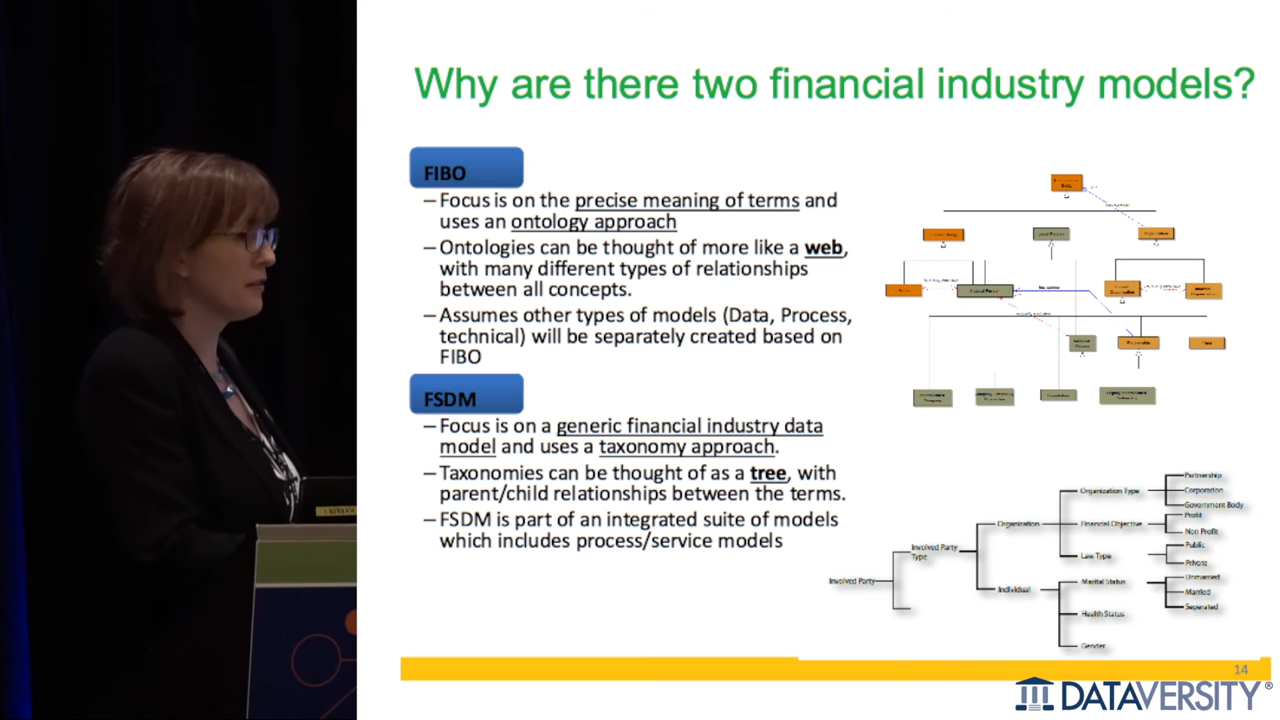 Why are there two financial industry models?
FIBO
–Focus is on the precise meaning of terms and
uses an ontology approach
–Ontologies can be thought of more like a web,
with many different types of relationships
between all concepts.
–Assumes other types of models (Data, Process,
technical) will be separately created based on
FIBO
FSDM
–Focus is on a generic financial industry data
model and uses a taxonomy approach.
–Taxonomies can be thought of as a tree, with
parent/child relationships between the terms.
–FSDM is part of an integrated suite of models
which includes process/service models
Partnership
Organization Type
Corporation
Government Body
Profit
Organization
Financial Objective
Non Profit
Involved Party
Type
Public
Law Type
Private
Involved Party
Unmarried
Individual
Marital Status
Married
Seperated
Health Status
Gender
14
DATAVERSITY®